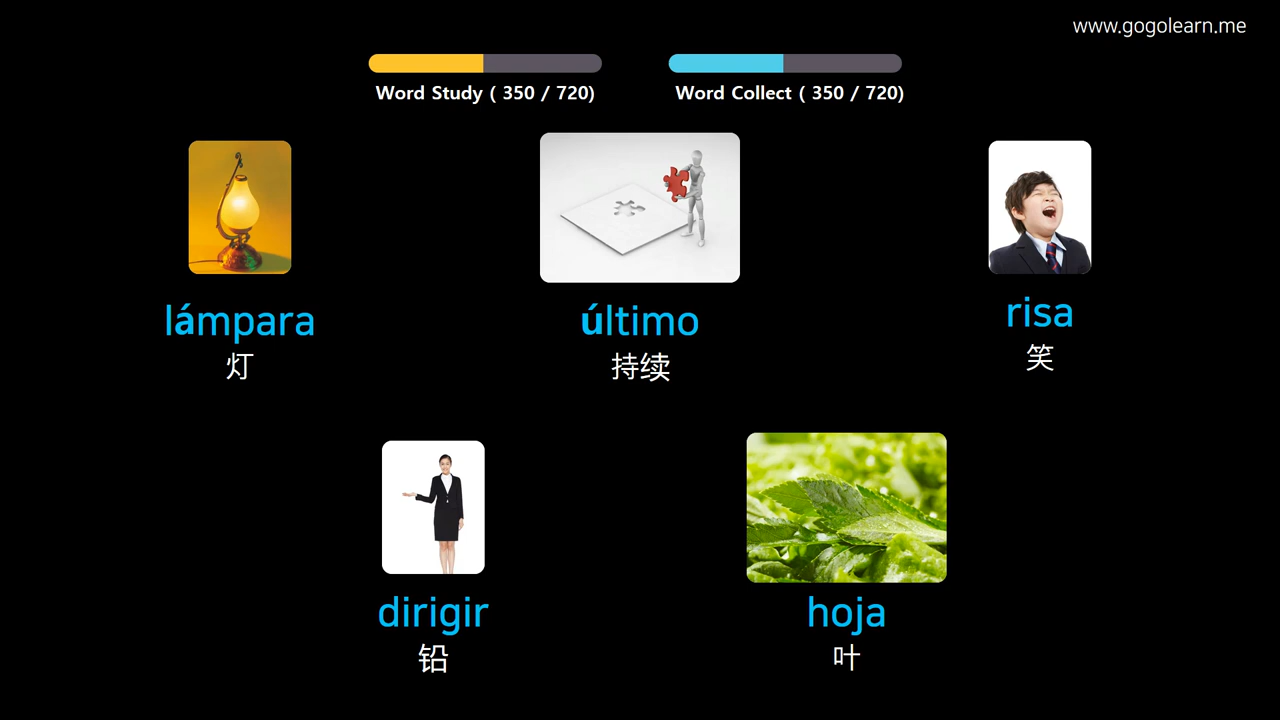 www.gogolearn.me
Word Study ( 350 / 720)
Word Collect ( 350 / 720)
lámpara
灯
último
持续
risa
笑
dirigir
铅
hoja
叶